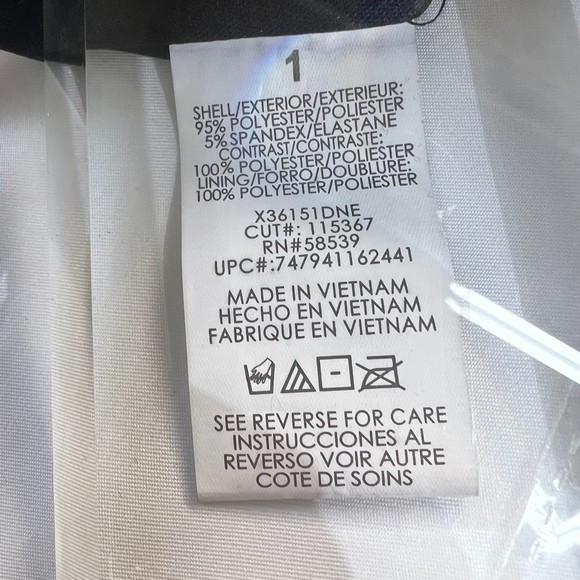 1
SHELL/EXTERIOR/EXTERIEUR:
95% POLYESTER/POLIESTER
5% SPANDEX/ELASTANE
CONTRAST/CONTRASTE:
100% POLYESTER/POLIESTER
LINING/FORRO/DOUBLURE:
100% POLYESTER/POLIESTER
X36151DNE
CUT#: 115367
RN#58539
UPC#:747941162441
MADE IN VIETNAM
HECHO EN VIETNAM
FABRIQUE EN VIETNAM
SEE REVERSE FOR CARE
INSTRUCCIONES AL
REVERSO VOIR AUTRE
COTE DE SOINS